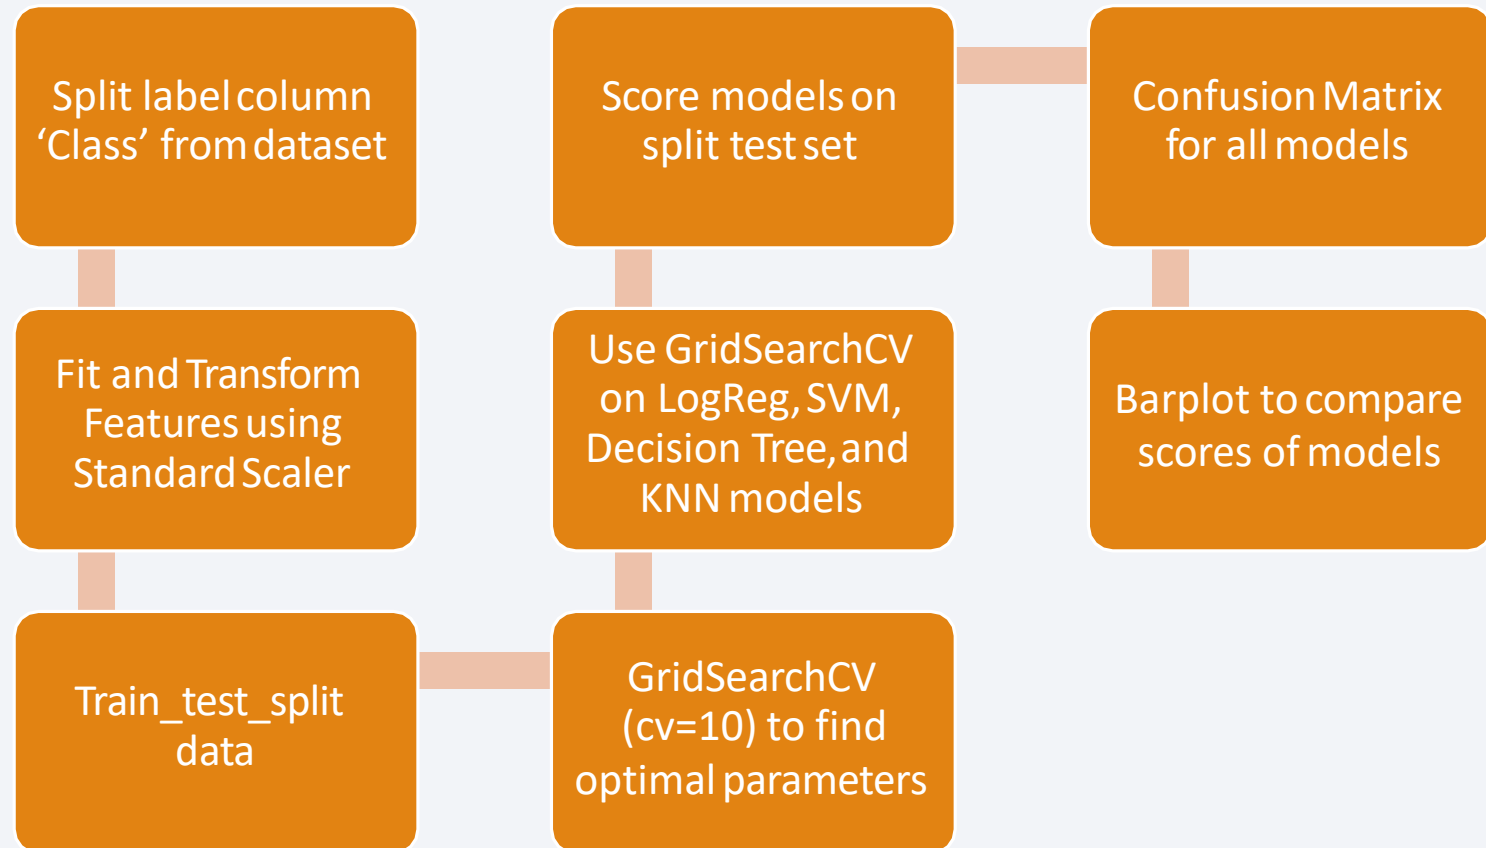 Split label column
‘Class’ from dataset
Fit and Transform
Features using
Standard Scaler
Train_test_split
data
GridSearchCV
(cv=10) to find
optimal parameters
Use GridSearchCV
on LogReg, SVM,
Decision Tree, and
KNN models
Score models on
split test set
Confusion Matrix
for all models
Barplot to compare
scores of models